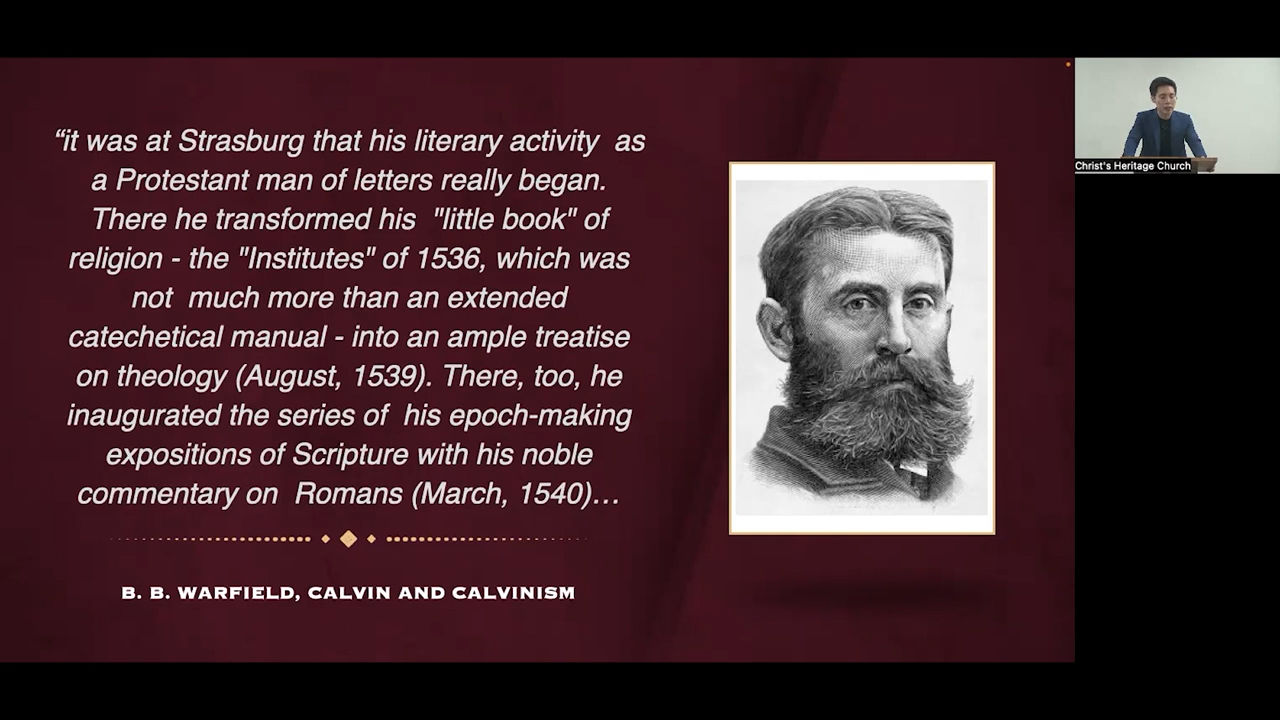 “it was at Strasburg that his literary activity  as
a Protestant man of letters really began.
There he transformed his  "little book" of
religion - the "Institutes" of 1536, which was
not  much more than an extended
catechetical manual - into an ample treatise
on theology (August, 1539). There, too, he
inaugurated the series of  his epoch-making
expositions of Scripture with his noble
commentary on  Romans (March, 1540)…
B. B. WARFIELD, CALVIN AND CALVINISM
Christ's Heritage Church